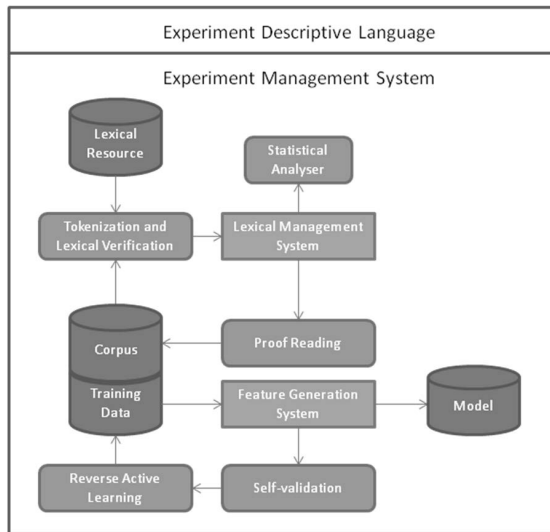 Experiment Descriptive Language
Experiment Management System
Lexical
Resource
Statistical
Analyser
Tokenization and
Lexical Verification
Lexical Management
System
Corpus
Proof Reading
Training
Data
Feature Generation
System
Model
Reverse Active
Learning
Self-validation